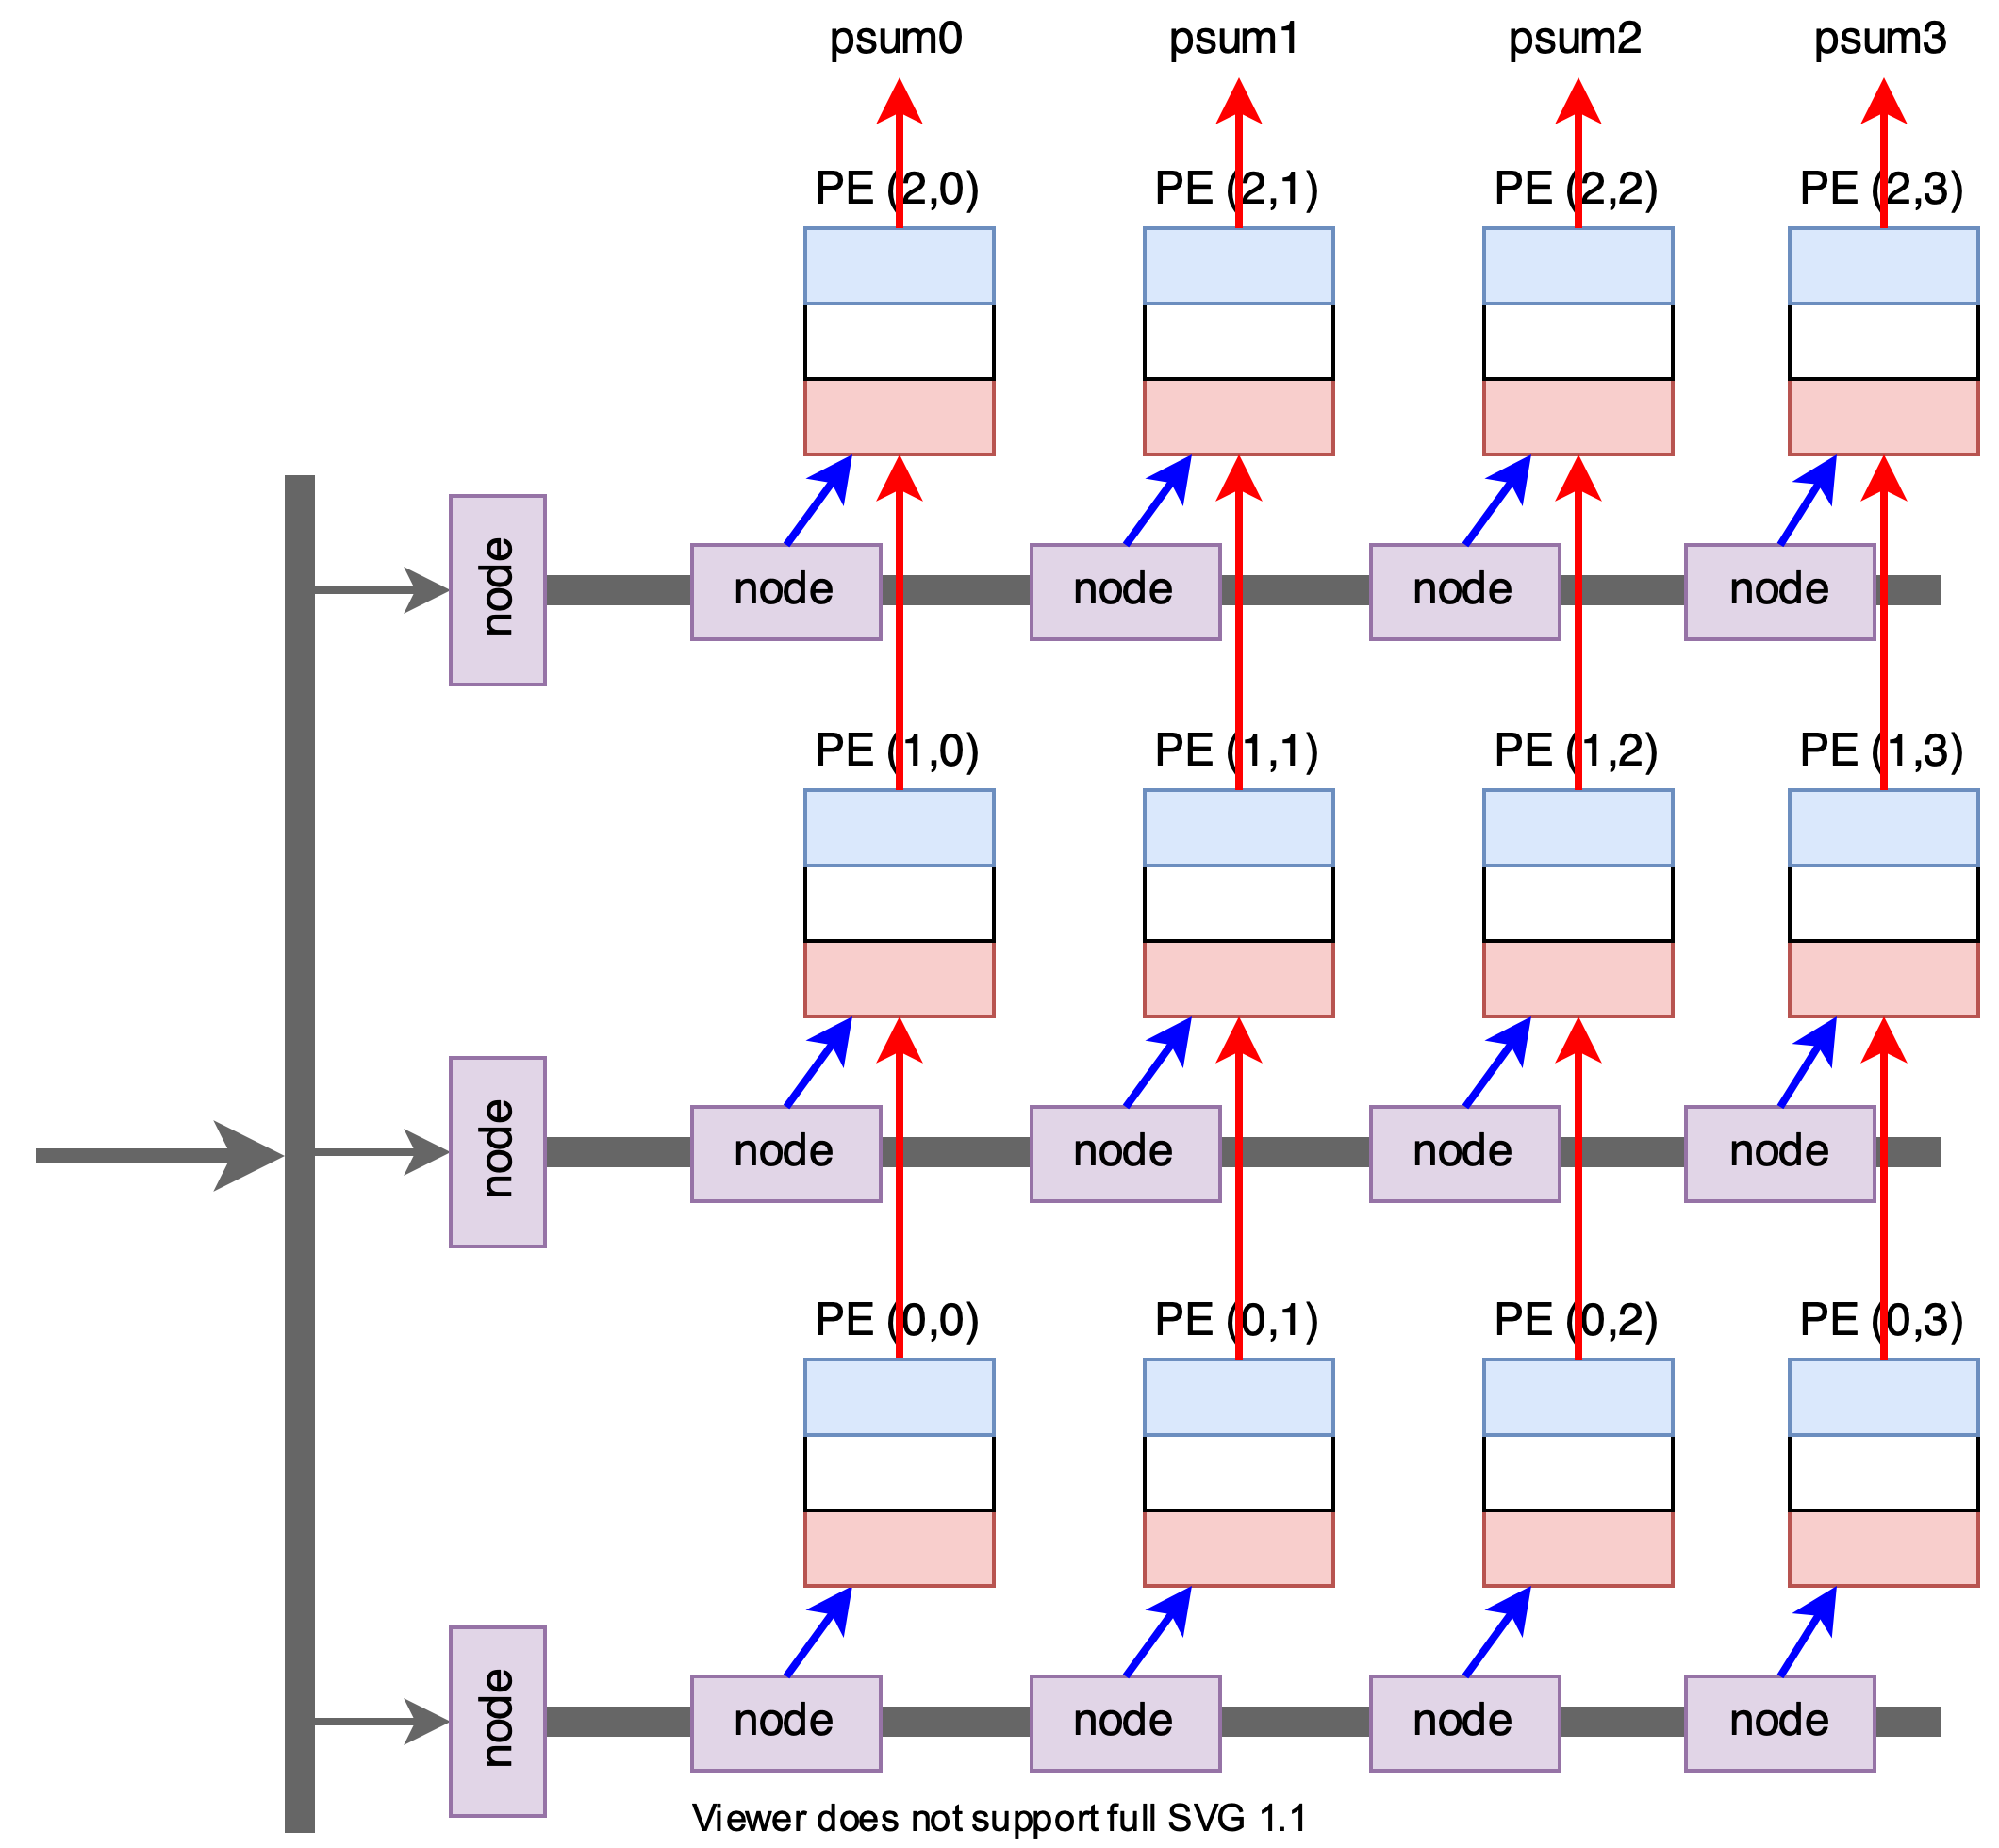 psum0 psum1 psum2 psum3
PE (2,0) PE (2,1) PE (2,2) PE (2,3)
node node node node node
PE (1,0) PE (1,1) PE (1,2) PE (1,3)
node node node node node
PE (0,0) PE (0,1) PE (0,2) PE (0,3)
node node node node node
Viewer does not support full SVG 1.1